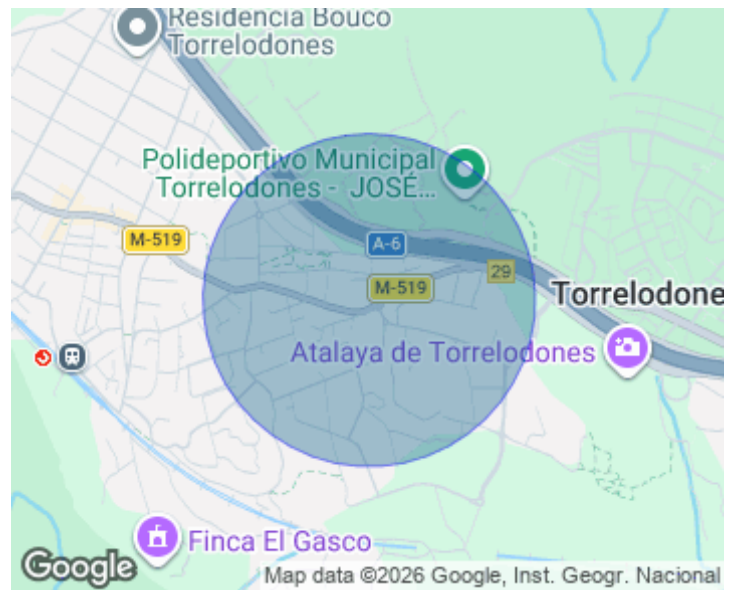 Residencia Bouco
Torrelodones
Polideportivo Municipal
Torrelodones - JOSÉ...
M-519
A-6
29
M-519
Torrelodone
Atalaya de Torrelodones
Finca El Gasco
Google
Map data ©2026 Google, Inst. Geogr. Nacional